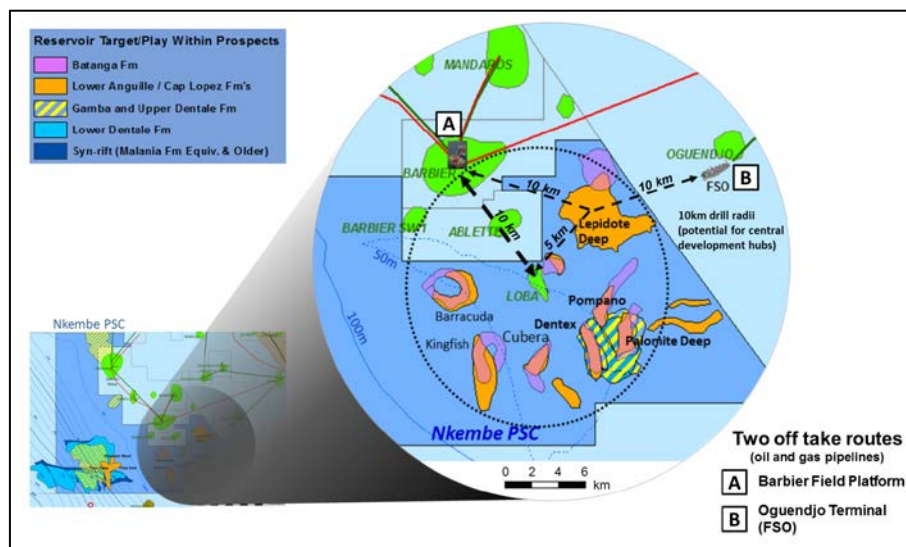 Reservoir Target/Play Within Prospects
Batanga Fm
Lower Anguille / Cap Lopez Fm's
Gamba and Upper Dentale Fm
Lower Dentale Fm
Syn-rift (Malania Fm Equiv. & Older)
MANDAROS
A
BARBIER
OGUENDJO
FSO
B
10 km
10 km
10 km
5 km
10km drill radii
(potential for central
development hubs)
Lepidote
Deep
BARBIER SW1
ABLETTE
50m
100m
LOBA
Barracuda
Pompano
Dentex
Cubera
Kingfish
Palomite Deep
Nkembe PSC
Nkembe PSC
0 2 4 6
km
Two off take routes
(oil and gas pipelines)
A Barbier Field Platform
B Oguendjo Terminal
(FSO)